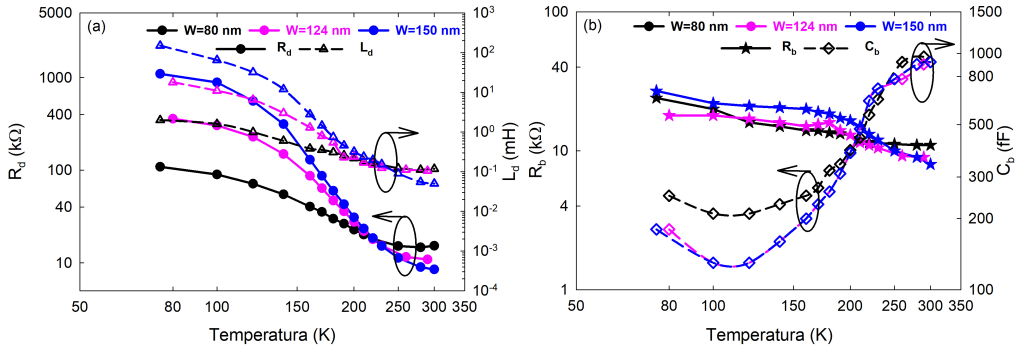 (a)
W=80 nm W=124 nm W=150 nm
R_d L_d
5000
1000
400
100
40
10
R_d (kΩ)
10^3
10^2
10^1
10^0
10^-1
10^-2
10^-3
10^-4
L_d (mH)
50 80 100 150 200 250 300 350
Temperatura (K)
(b)
W=80 nm W=124 nm W=150 nm
R_b C_b
100
40
10
4
1
R_b (kΩ)
1500
1000
800
500
300
200
100
C_b (fF)
50 80 100 150 200 250 300 350
Temperatura (K)